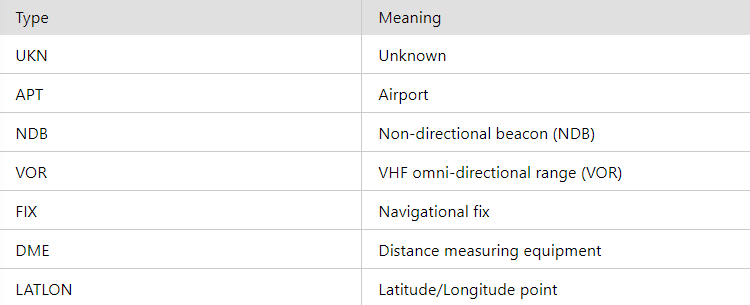 Type Meaning
UKN Unknown
APT Airport
NDB Non-directional beacon (NDB)
VOR VHF omni-directional range (VOR)
FIX Navigational fix
DME Distance measuring equipment
LATLON Latitude/Longitude point